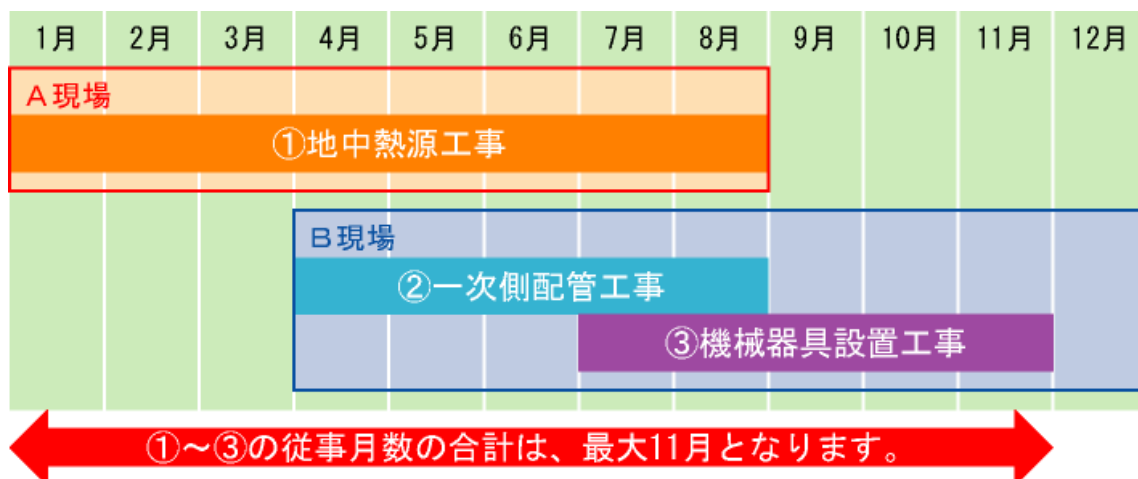 1月 2月 3月 4月 5月 6月 7月 8月 9月 10月 11月 12月
A現場
①地中熱源工事
B現場
②一次側配管工事
③機械器具設置工事
①~③の従事月数の合計は、最大11月となります。